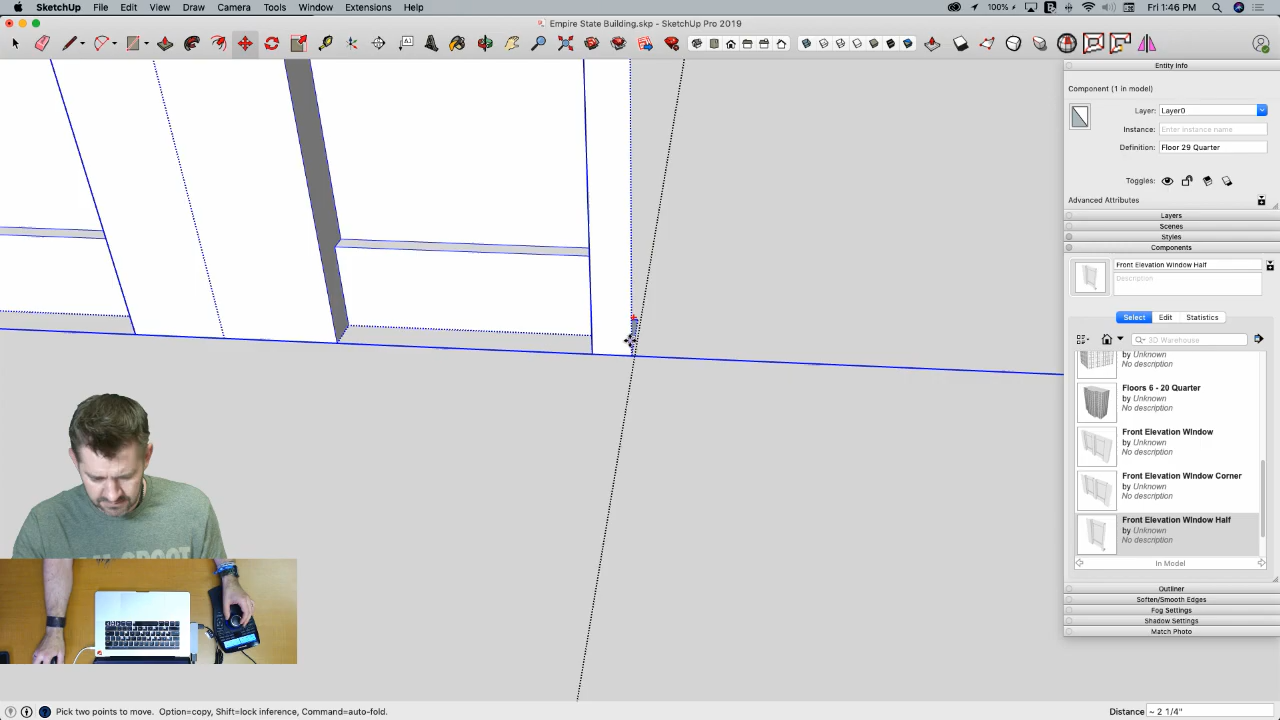 SketchUp File Edit View Draw Camera Tools Window Extensions Help 100% Fri 1:46 PM
Empire State Building.skp - SketchUp Pro 2019
Entity Info
Component (1 in model)
Layer: Layer0
Instance: Enter instance name
Definition: Floor 29 Quarter
Toggles:
Advanced Attributes
Layers
Scenes
Styles
Components
Front Elevation Window Half
Description
Select Edit Statistics
3D Warehouse
by Unknown
No description
Floors 6 - 20 Quarter
by Unknown
No description
Front Elevation WIndow
by Unknown
No description
Front Elevation WIndow Corner
by Unknown
No description
Front Elevation WIndow Half
by Unknown
No description
In Model
Outliner
Soften/Smooth Edges
Fog Settings
Shadow Settings
Match Photo
Pick two points to move. Option=copy, Shift=lock inference, Command=auto-fold. Distance ~ 2 1/4"